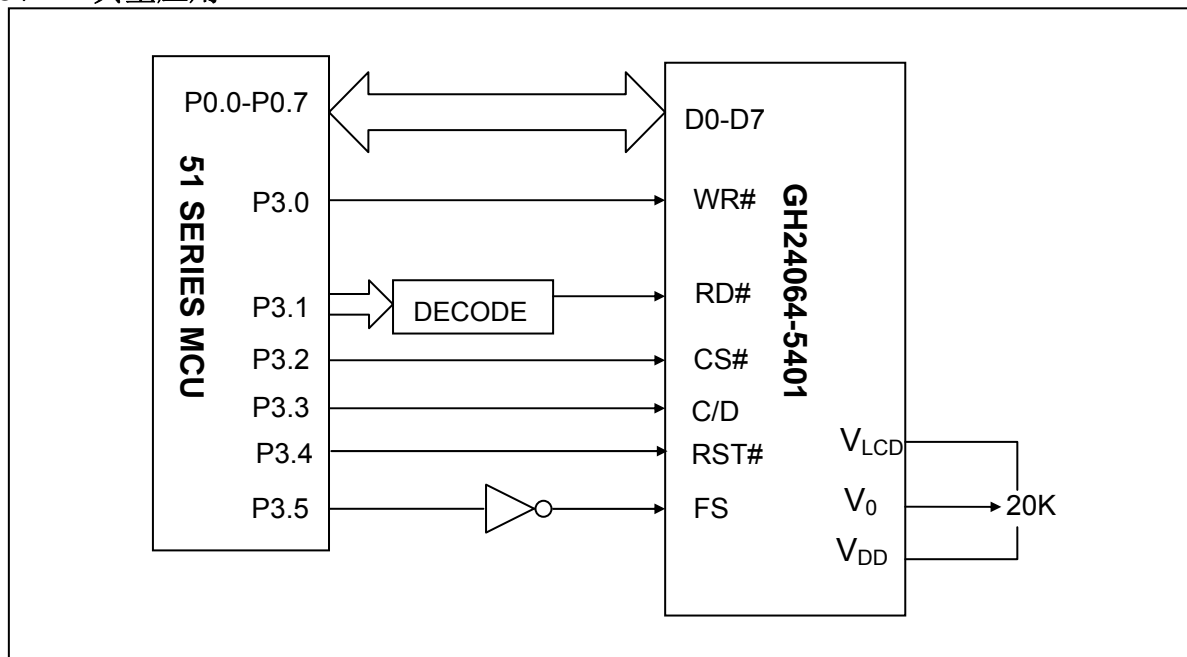 P0.0-P0.7
D0-D7
51 SERIES MCU
GH24064-5401
P3.0
WR#
P3.1
DECODE
RD#
P3.2
CS#
P3.3
C/D
P3.4
RST#
P3.5
FS
VLCD
V0
20K
VDD